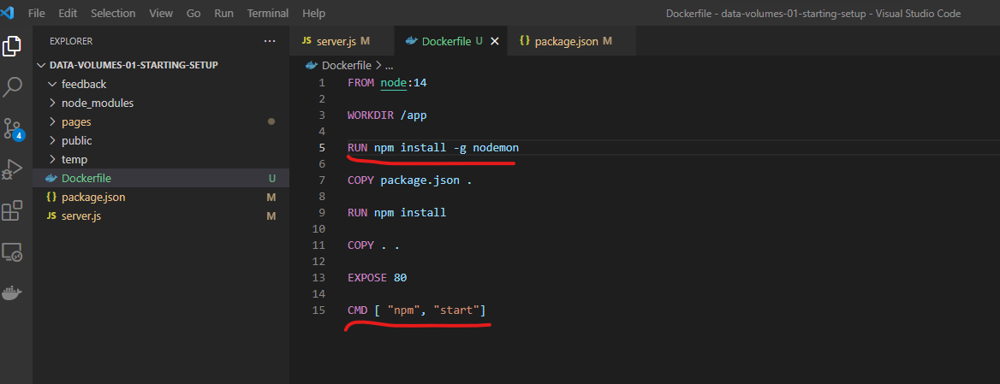 File Edit Selection View Go Run Terminal Help Dockerfile - data-volumes-01-starting-setup - Visual Studio Code
EXPLORER ...
DATA-VOLUMES-01-STARTING-SETUP
feedback
node_modules
pages
public
temp
Dockerfile U
package.json M
server.js M
4
JS server.js M Dockerfile U {} package.json M
Dockerfile > ...
1 FROM node:14
2
3 WORKDIR /app
4
5 RUN npm install -g nodemon
6
7 COPY package.json .
8
9 RUN npm install
10
11 COPY . .
12
13 EXPOSE 80
14
15 CMD [ "npm", "start"]